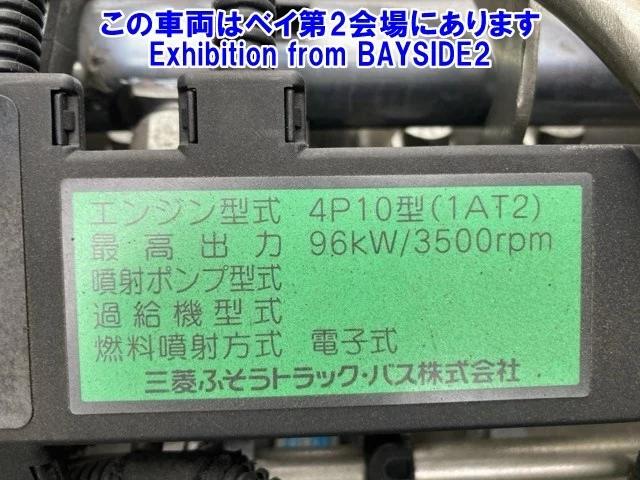 この車両はベイ第2会場にあります
Exhibition from BAYSIDE2
エンジン型式 4P10型(1AT2)
最高出力 96kW/3500rpm
噴射ポンプ型式
過給機型式
燃料噴射方式 電子式
三菱ふそうトラック・バス株式会社